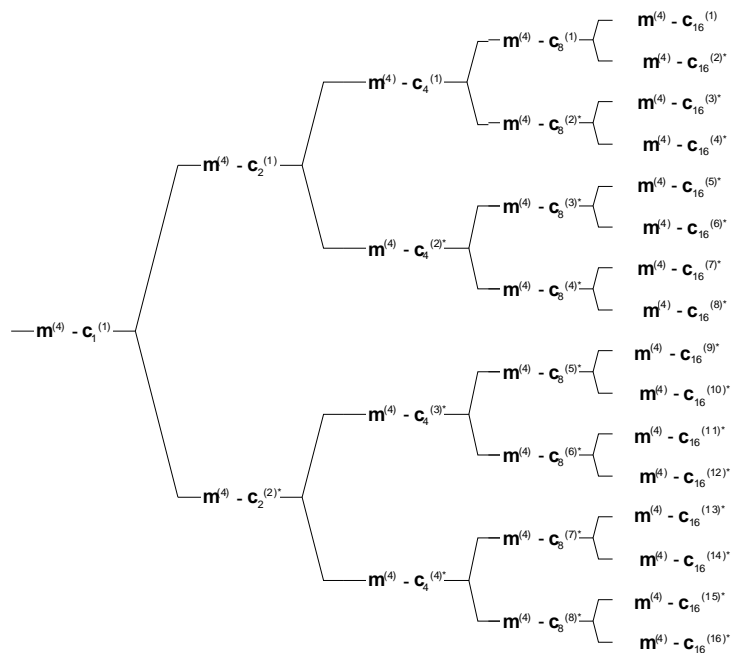 m⁽⁴⁾ - c₁₆⁽¹⁾
m⁽⁴⁾ - c₈⁽¹⁾
m⁽⁴⁾ - c₁₆⁽²⁾*
m⁽⁴⁾ - c₄⁽¹⁾
m⁽⁴⁾ - c₁₆⁽³⁾*
m⁽⁴⁾ - c₈⁽²⁾*
m⁽⁴⁾ - c₁₆⁽⁴⁾*
m⁽⁴⁾ - c₂⁽¹⁾
m⁽⁴⁾ - c₁₆⁽⁵⁾*
m⁽⁴⁾ - c₈⁽³⁾*
m⁽⁴⁾ - c₁₆⁽⁶⁾*
m⁽⁴⁾ - c₄⁽²⁾*
m⁽⁴⁾ - c₁₆⁽⁷⁾*
m⁽⁴⁾ - c₈⁽⁴⁾*
m⁽⁴⁾ - c₁₆⁽⁸⁾*
m⁽⁴⁾ - c₁⁽¹⁾
m⁽⁴⁾ - c₁₆⁽⁹⁾*
m⁽⁴⁾ - c₈⁽⁵⁾*
m⁽⁴⁾ - c₁₆⁽¹⁰⁾*
m⁽⁴⁾ - c₄⁽³⁾*
m⁽⁴⁾ - c₁₆⁽¹¹⁾*
m⁽⁴⁾ - c₈⁽⁶⁾*
m⁽⁴⁾ - c₁₆⁽¹²⁾*
m⁽⁴⁾ - c₂⁽²⁾*
m⁽⁴⁾ - c₁₆⁽¹³⁾*
m⁽⁴⁾ - c₈⁽⁷⁾*
m⁽⁴⁾ - c₁₆⁽¹⁴⁾*
m⁽⁴⁾ - c₄⁽⁴⁾*
m⁽⁴⁾ - c₁₆⁽¹⁵⁾*
m⁽⁴⁾ - c₈⁽⁸⁾*
m⁽⁴⁾ - c₁₆⁽¹⁶⁾*